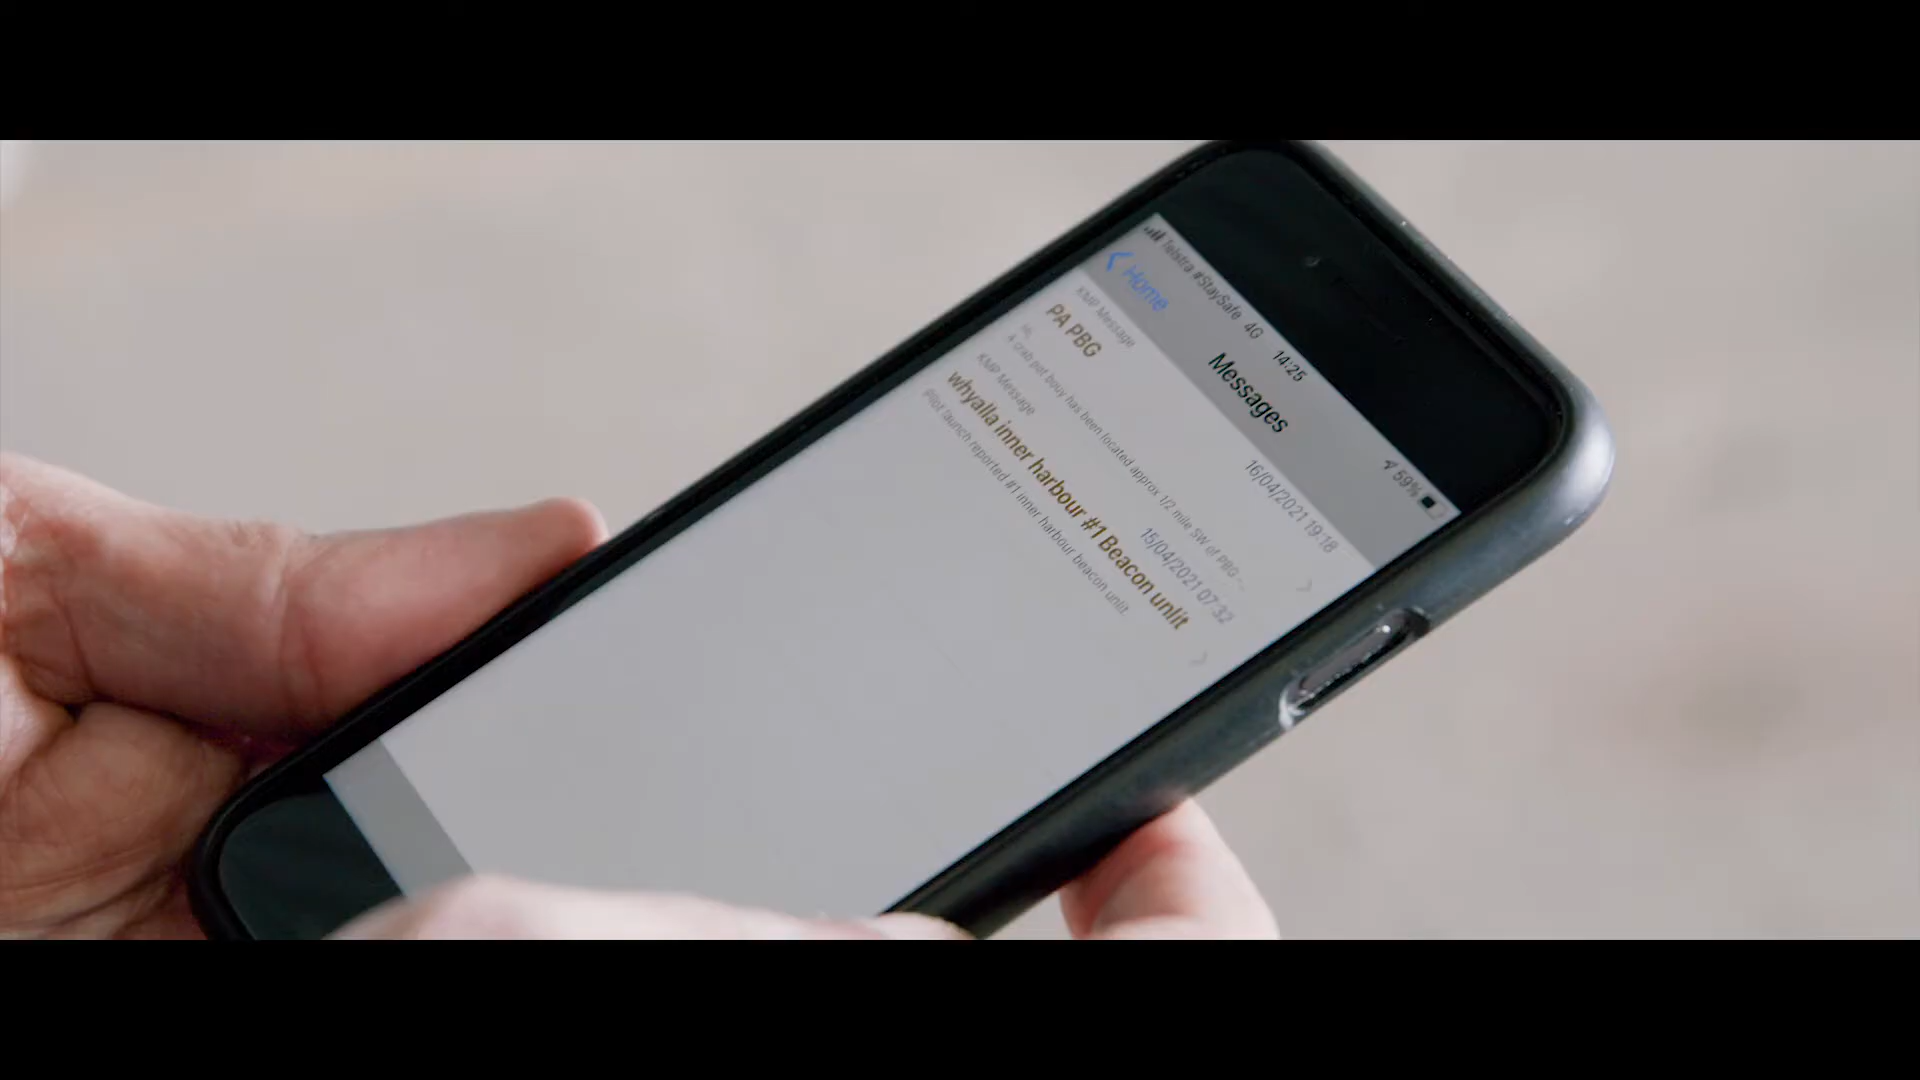 Telstra #StaySafe 4G 14:25 59%
Home Messages
KMP Message 16/04/2021 19:18
PA PBG
Hi,
A crab pot bouy has been located approx 1/2 mile SW of PBG -...
KMP Message 15/04/2021 07:32
whyalla inner harbour #1 Beacon unlit
Pilot launch reported #1 inner harbour beacon unlit.